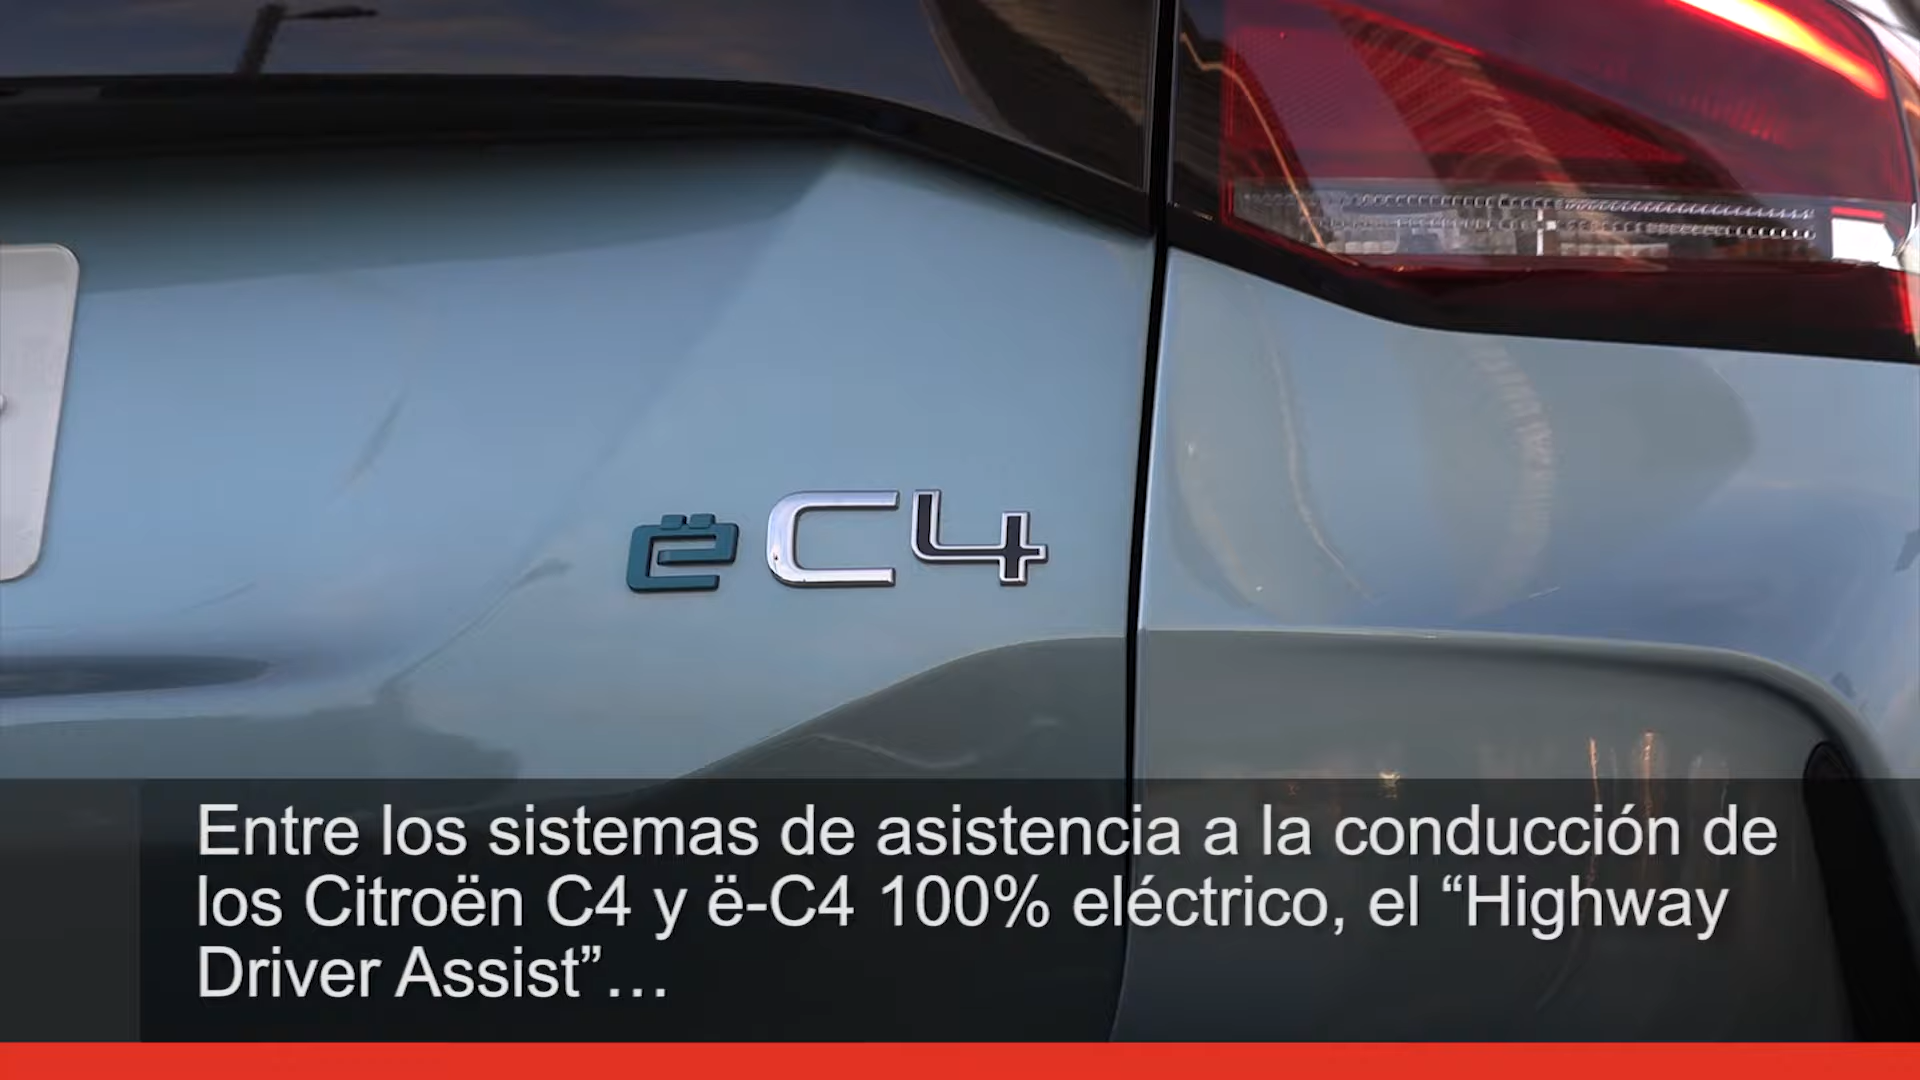 ëC4
Entre los sistemas de asistencia a la conducción de
los Citroën C4 y ë-C4 100% eléctrico, el “Highway
Driver Assist”…